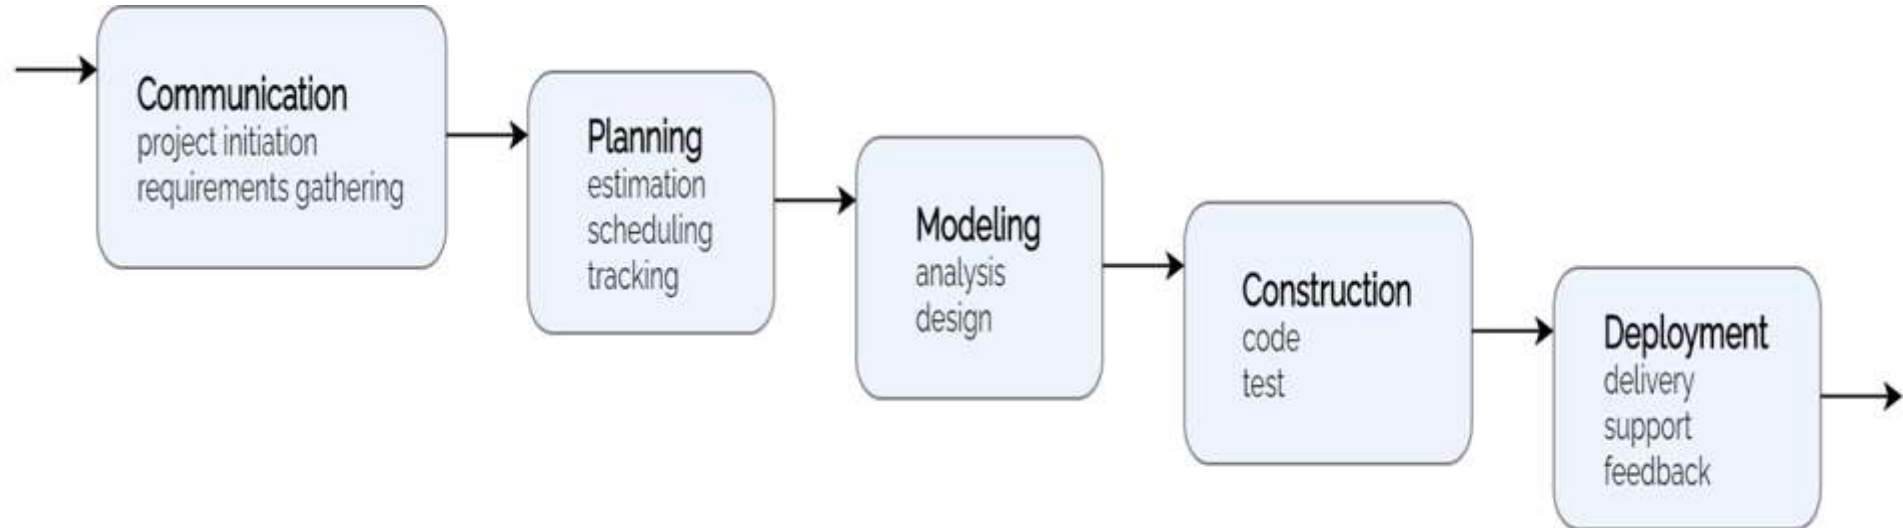 Communication
project initiation
requirements gathering
Planning
estimation
scheduling
tracking
Modeling
analysis
design
Construction
code
test
Deployment
delivery
support
feedback